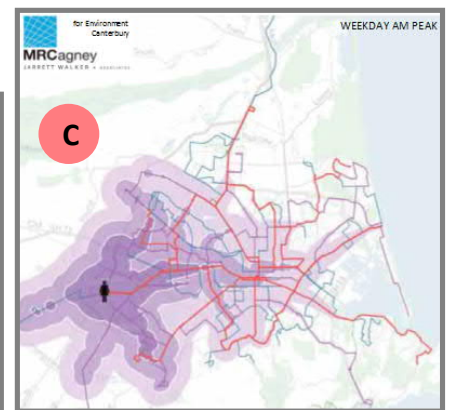 for Environment
Canterbury
WEEKDAY AM PEAK
MRCagney
JARRETT WALKER + ASSOCIATES
C